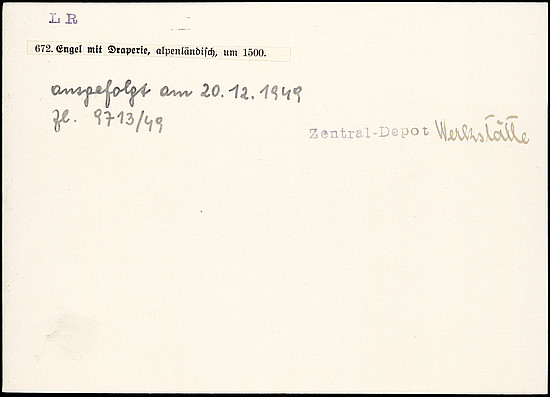 LR
672. Engel mit Draperie, alpenländisch, um 1500.
ausgefolgt am 20.12.1949
Zl. 9713/49
Zentral-Depot Werkstätte